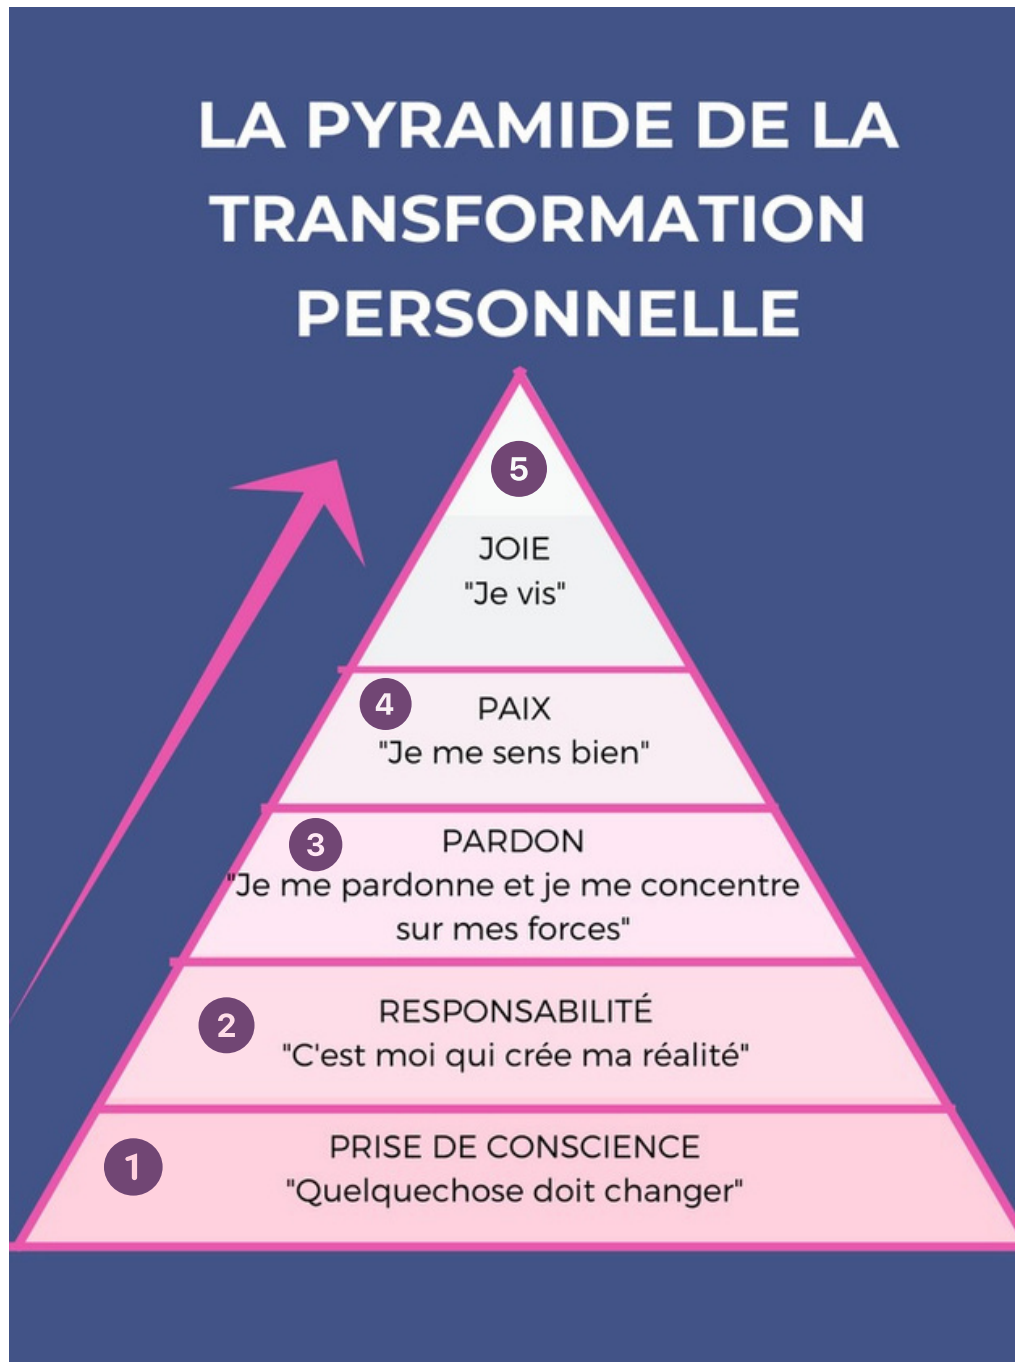 LA PYRAMIDE DE LA
TRANSFORMATION
PERSONNELLE
5
JOIE
"Je vis"
4
PAIX
"Je me sens bien"
3
PARDON
"Je me pardonne et je me concentre
sur mes forces"
2
RESPONSABILITÉ
"C'est moi qui crée ma réalité"
1
PRISE DE CONSCIENCE
"Quelquechose doit changer"